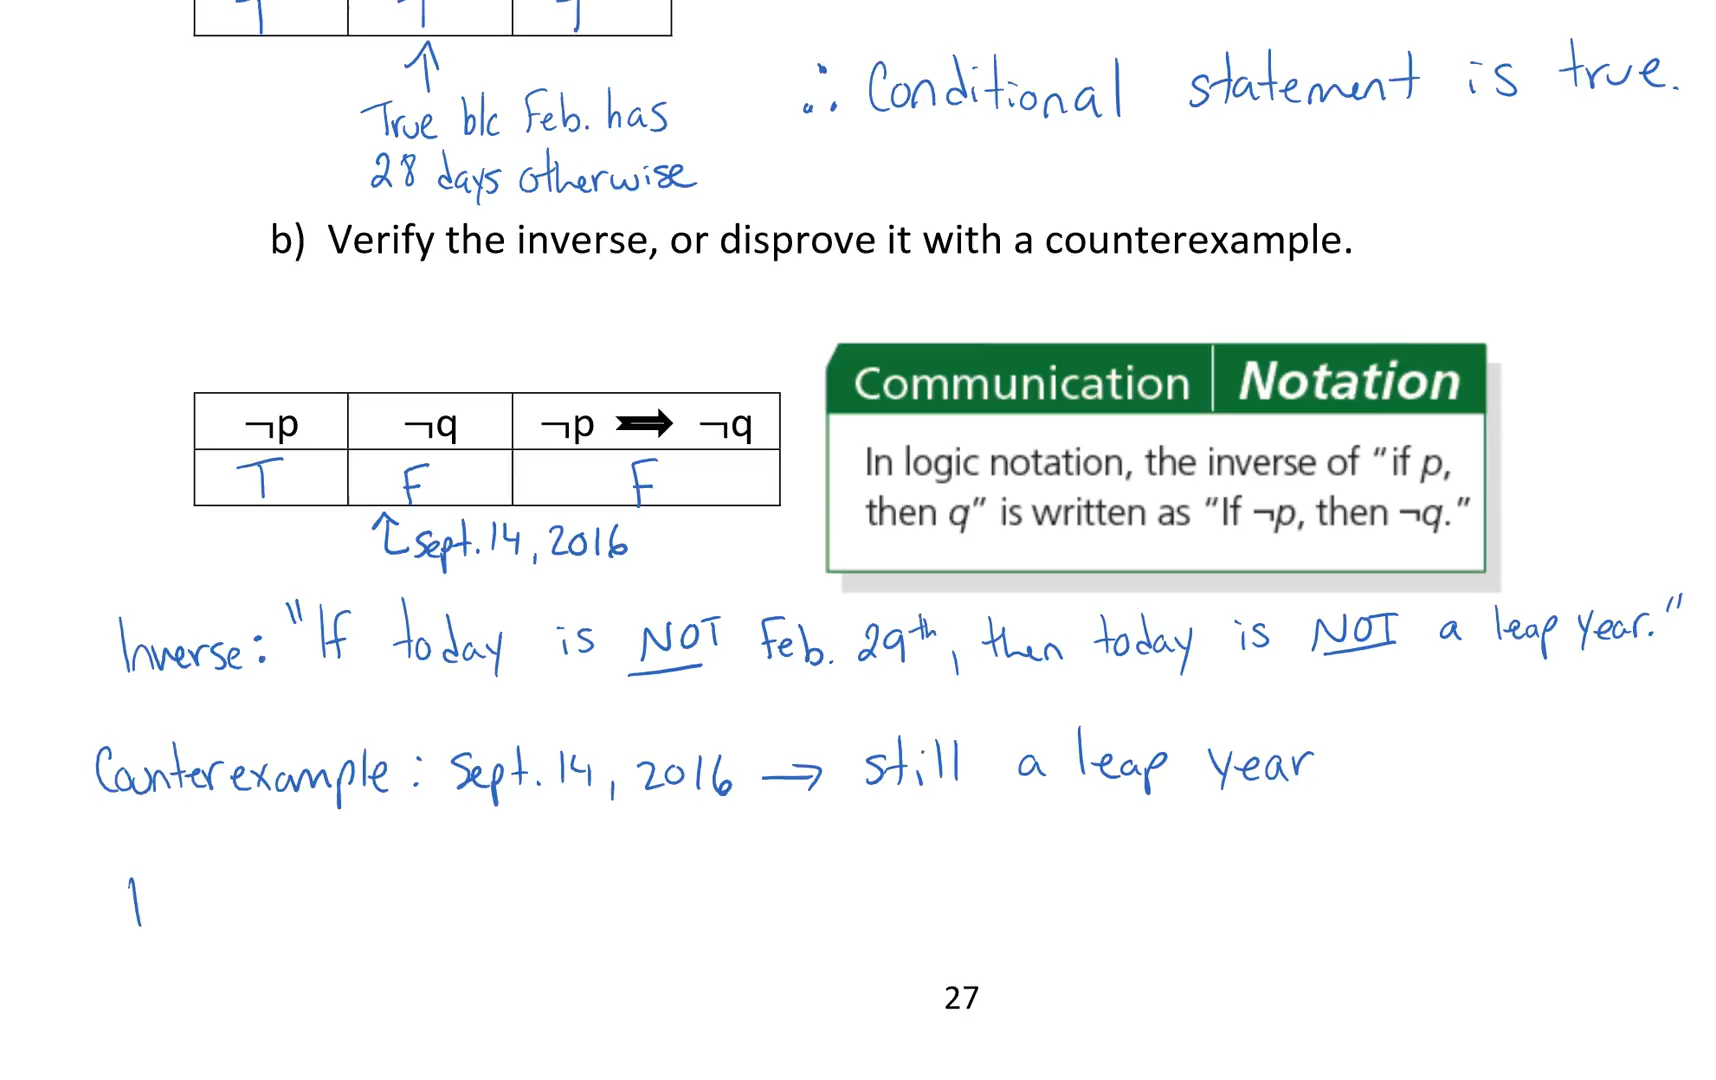 T T T
∴ Conditional statement is true.
True b/c Feb. has
28 days otherwise
b) Verify the inverse, or disprove it with a counterexample.
Communication Notation
In logic notation, the inverse of "if p,
then q" is written as "If ¬p, then ¬q."
¬p ¬q ¬p ➡ ¬q
T F F
Sept. 14, 2016
Inverse: "If today is NOT Feb. 29th, then today is NOT a leap year."
Counterexample: Sept. 14, 2016 → still a leap year
27